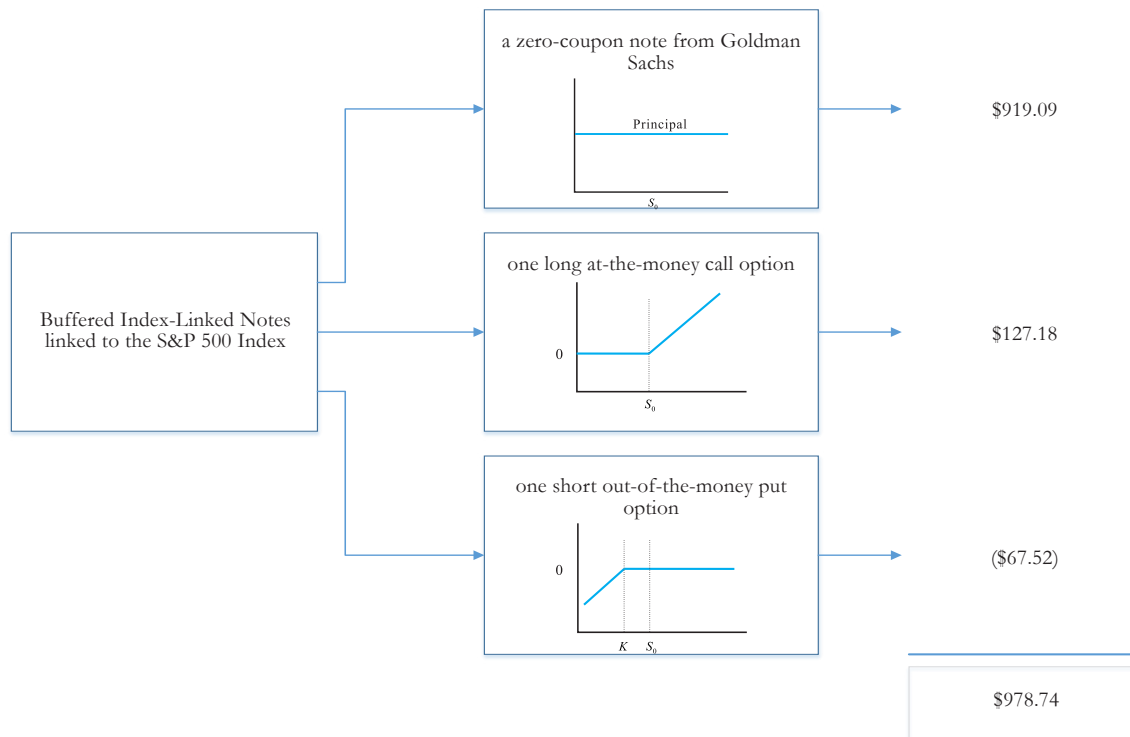 a zero-coupon note from Goldman
Sachs
Principal
S₀
$919.09
Buffered Index-Linked Notes
linked to the S&P 500 Index
one long at-the-money call option
0
S₀
$127.18
one short out-of-the-money put
option
0
K S₀
($67.52)
$978.74